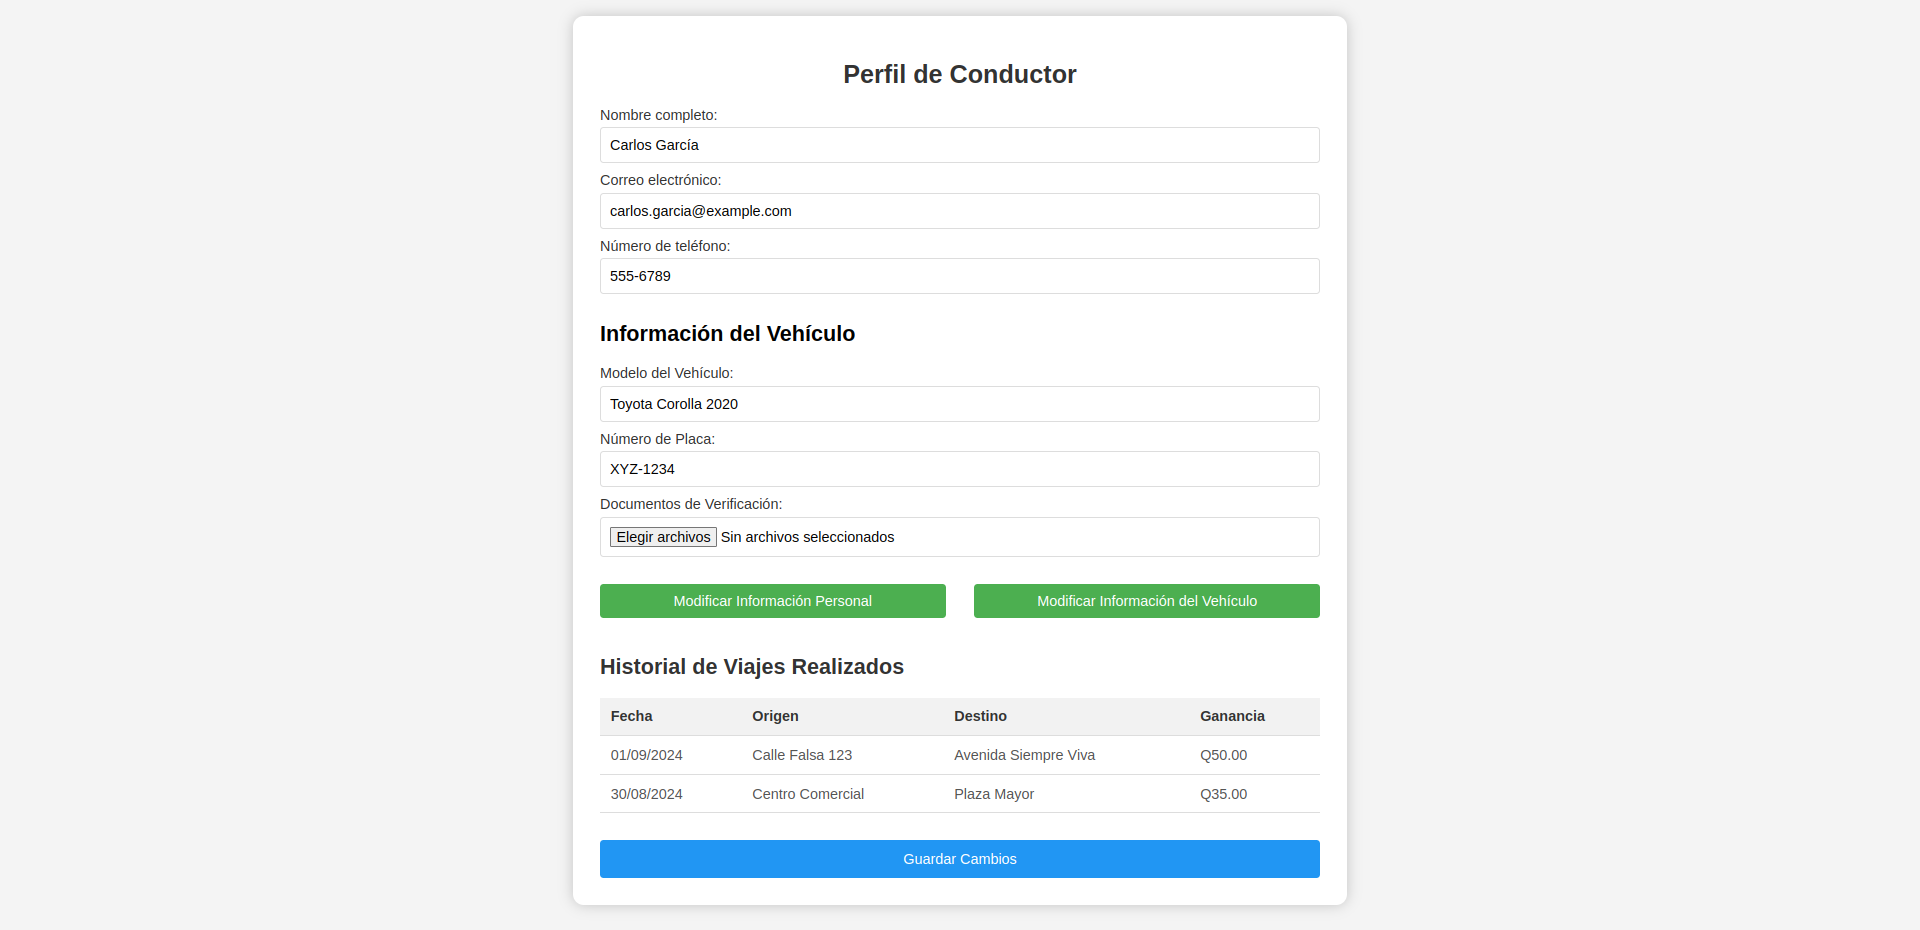 Perfil de Conductor
Nombre completo:
Carlos García
Correo electrónico:
carlos.garcia@example.com
Número de teléfono:
555-6789
Información del Vehículo
Modelo del Vehículo:
Toyota Corolla 2020
Número de Placa:
XYZ-1234
Documentos de Verificación:
Elegir archivos Sin archivos seleccionados
Modificar Información Personal Modificar Información del Vehículo
Historial de Viajes Realizados
Fecha Origen Destino Ganancia
01/09/2024 Calle Falsa 123 Avenida Siempre Viva Q50.00
30/08/2024 Centro Comercial Plaza Mayor Q35.00
Guardar Cambios